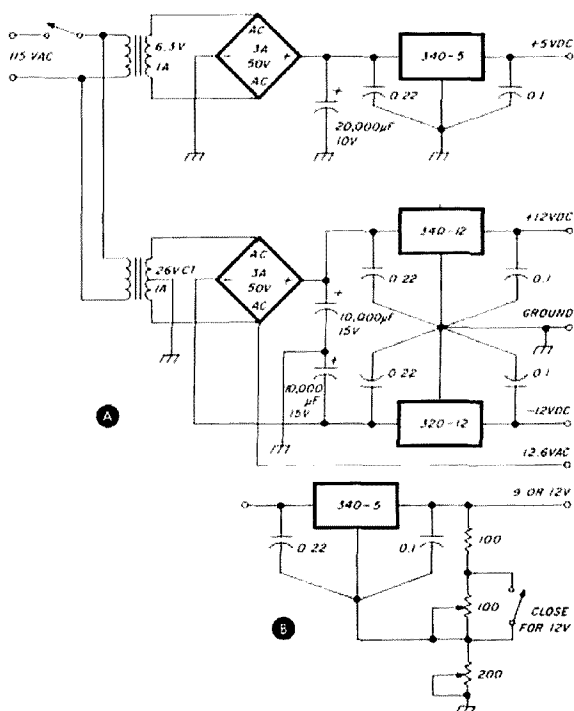 115 VAC
6.3V
1A
AC
3A
50V
AC
+
20,000µF
10V
0.22
340-5
0.1
+5VDC
26VCT
1A
AC
3A
50V
AC
+
10,000µF
15V
+
10,000
µF
15V
0.22
340-12
0.1
+12VDC
GROUND
0.22
320-12
0.1
-12VDC
12.6VAC
A
340-5
0.22
0.1
9 OR 12V
100
100
CLOSE
FOR 12V
200
B